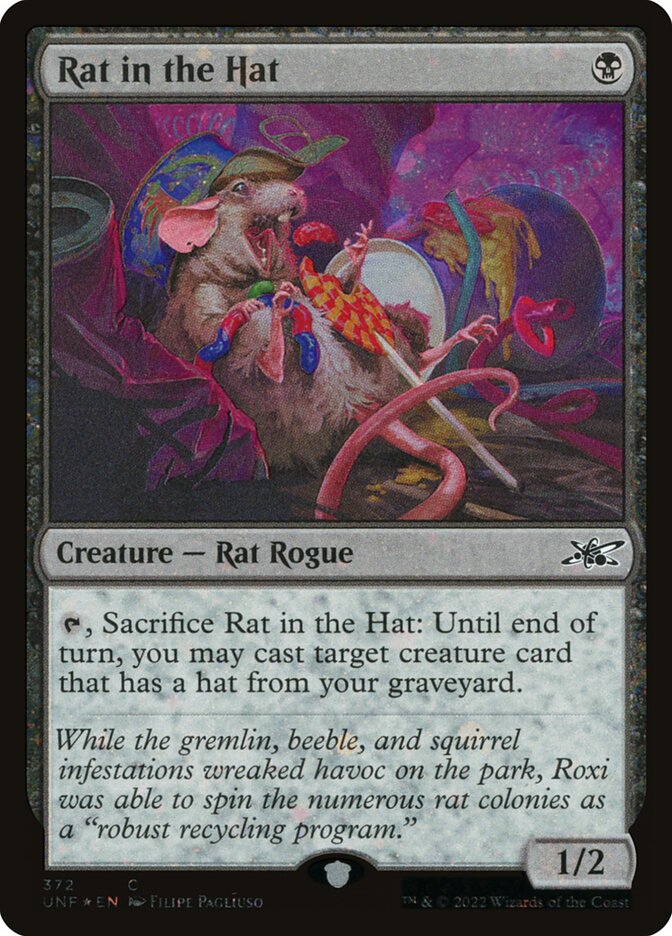 Rat in the Hat
Creature — Rat Rogue
, Sacrifice Rat in the Hat: Until end of
turn, you may cast target creature card
that has a hat from your graveyard.
While the gremlin, beeble, and squirrel
infestations wreaked havoc on the park, Roxi
was able to spin the numerous rat colonies as
a “robust recycling program.”
1/2
372 C
UNF★EN Filipe Pagliuso
™ & © 2022 Wizards of the Coast